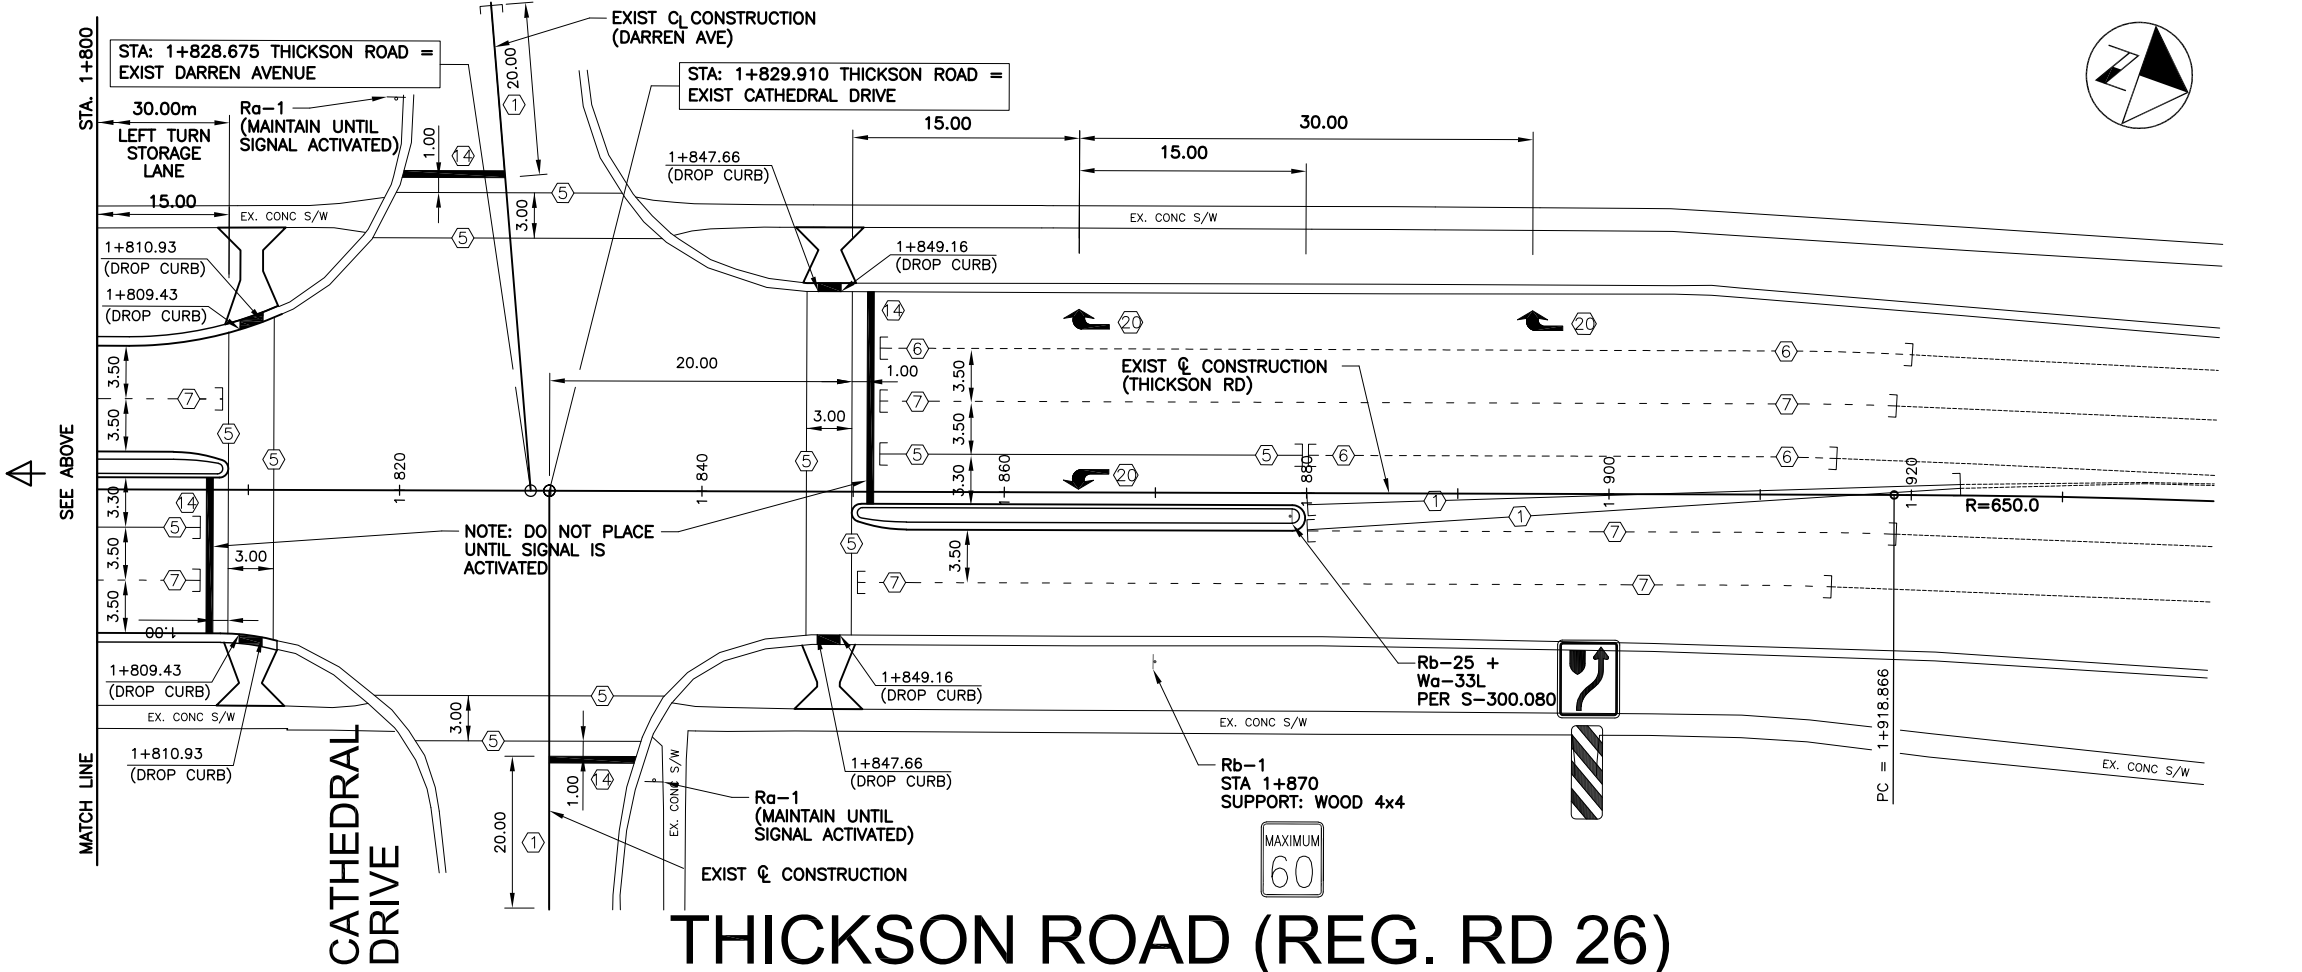 STA. 1+800
STA: 1+828.675 THICKSON ROAD =
EXIST DARREN AVENUE
EXIST CL CONSTRUCTION
(DARREN AVE)
20.00
1
STA: 1+829.910 THICKSON ROAD =
EXIST CATHEDRAL DRIVE
N
30.00m
LEFT TURN
STORAGE
LANE
15.00
Ra-1
(MAINTAIN UNTIL
SIGNAL ACTIVATED)
1.00
14
5
3.00
5
EX. CONC S/W
1+847.66
(DROP CURB)
15.00
30.00
15.00
EX. CONC S/W
1+810.93
(DROP CURB)
1+809.43
(DROP CURB)
1+849.16
(DROP CURB)
14
20
20
6
6
EXIST CL CONSTRUCTION
(THICKSON RD)
20.00
1.00
3.00
3.50
3.50
7
5
5
3.50
3.50
3.30
7
7
5
5
6
6
5
20
1+820
1+840
1+860
1+880
1+900
1+920
R=650.0
SEE ABOVE
3.30
3.50
3.50
14
5
7
3.00
1.00
NOTE: DO NOT PLACE
UNTIL SIGNAL IS
ACTIVATED
5
3.50
7
7
7
1
1
1+809.43
(DROP CURB)
EX. CONC S/W
1+810.93
(DROP CURB)
MATCH LINE
CATHEDRAL
DRIVE
3.00
5
5
1.00
14
20.00
1
EX. CONC S/W
1+849.16
(DROP CURB)
1+847.66
(DROP CURB)
Ra-1
(MAINTAIN UNTIL
SIGNAL ACTIVATED)
EXIST CL CONSTRUCTION
Rb-25 +
Wa-33L
PER S-300.080
EX. CONC S/W
Rb-1
STA 1+870
SUPPORT: WOOD 4x4
MAXIMUM
60
PC = 1+918.866
EX. CONC S/W
THICKSON ROAD (REG. RD 26)